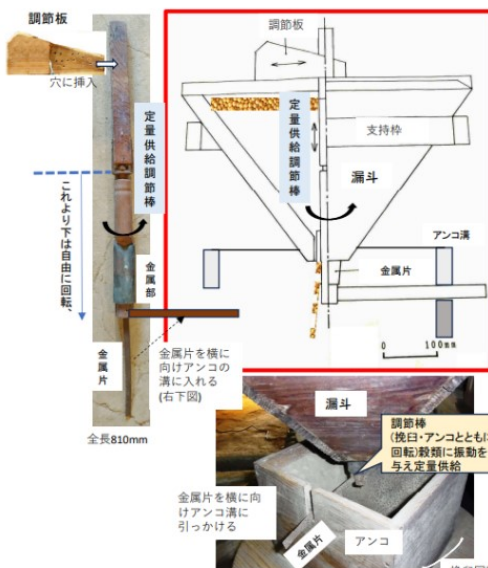 調節板
穴に挿入
定量供給調節棒
これより下は自由に回転、
金属部
金属片
金属片を横に
向けアンコの
溝に入れる
(右下図)
全長810mm
調節板
定量供給調節棒
支持枠
漏斗
アンコ溝
金属片
0 100mm
漏斗
調節棒
(挽臼・アンコとともに
回転)穀類に振動を
与え定量供給
金属片を横に向
けアンコ溝に
引っかける
金属片
アンコ